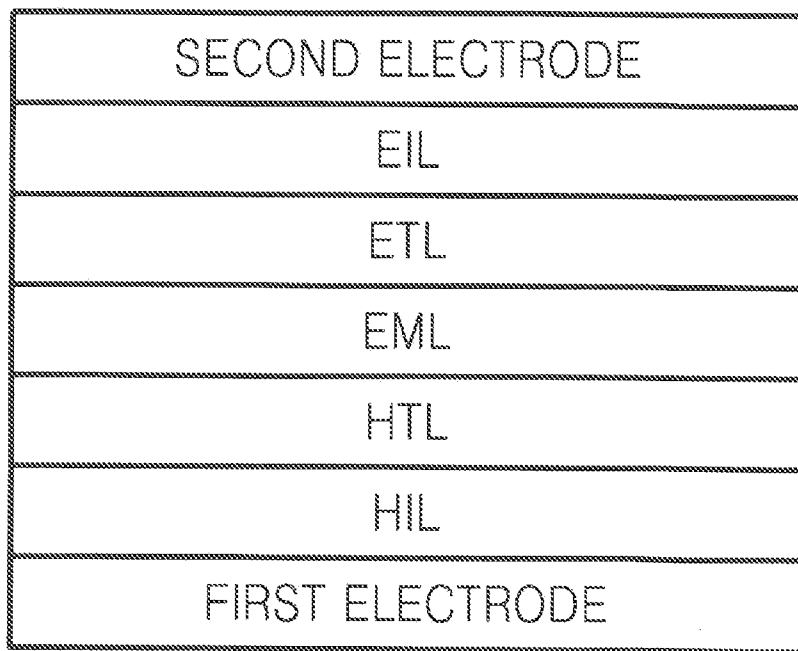 SECOND ELECTRODE
EIL
ETL
EML
HTL
HIL
FIRST ELECTRODE